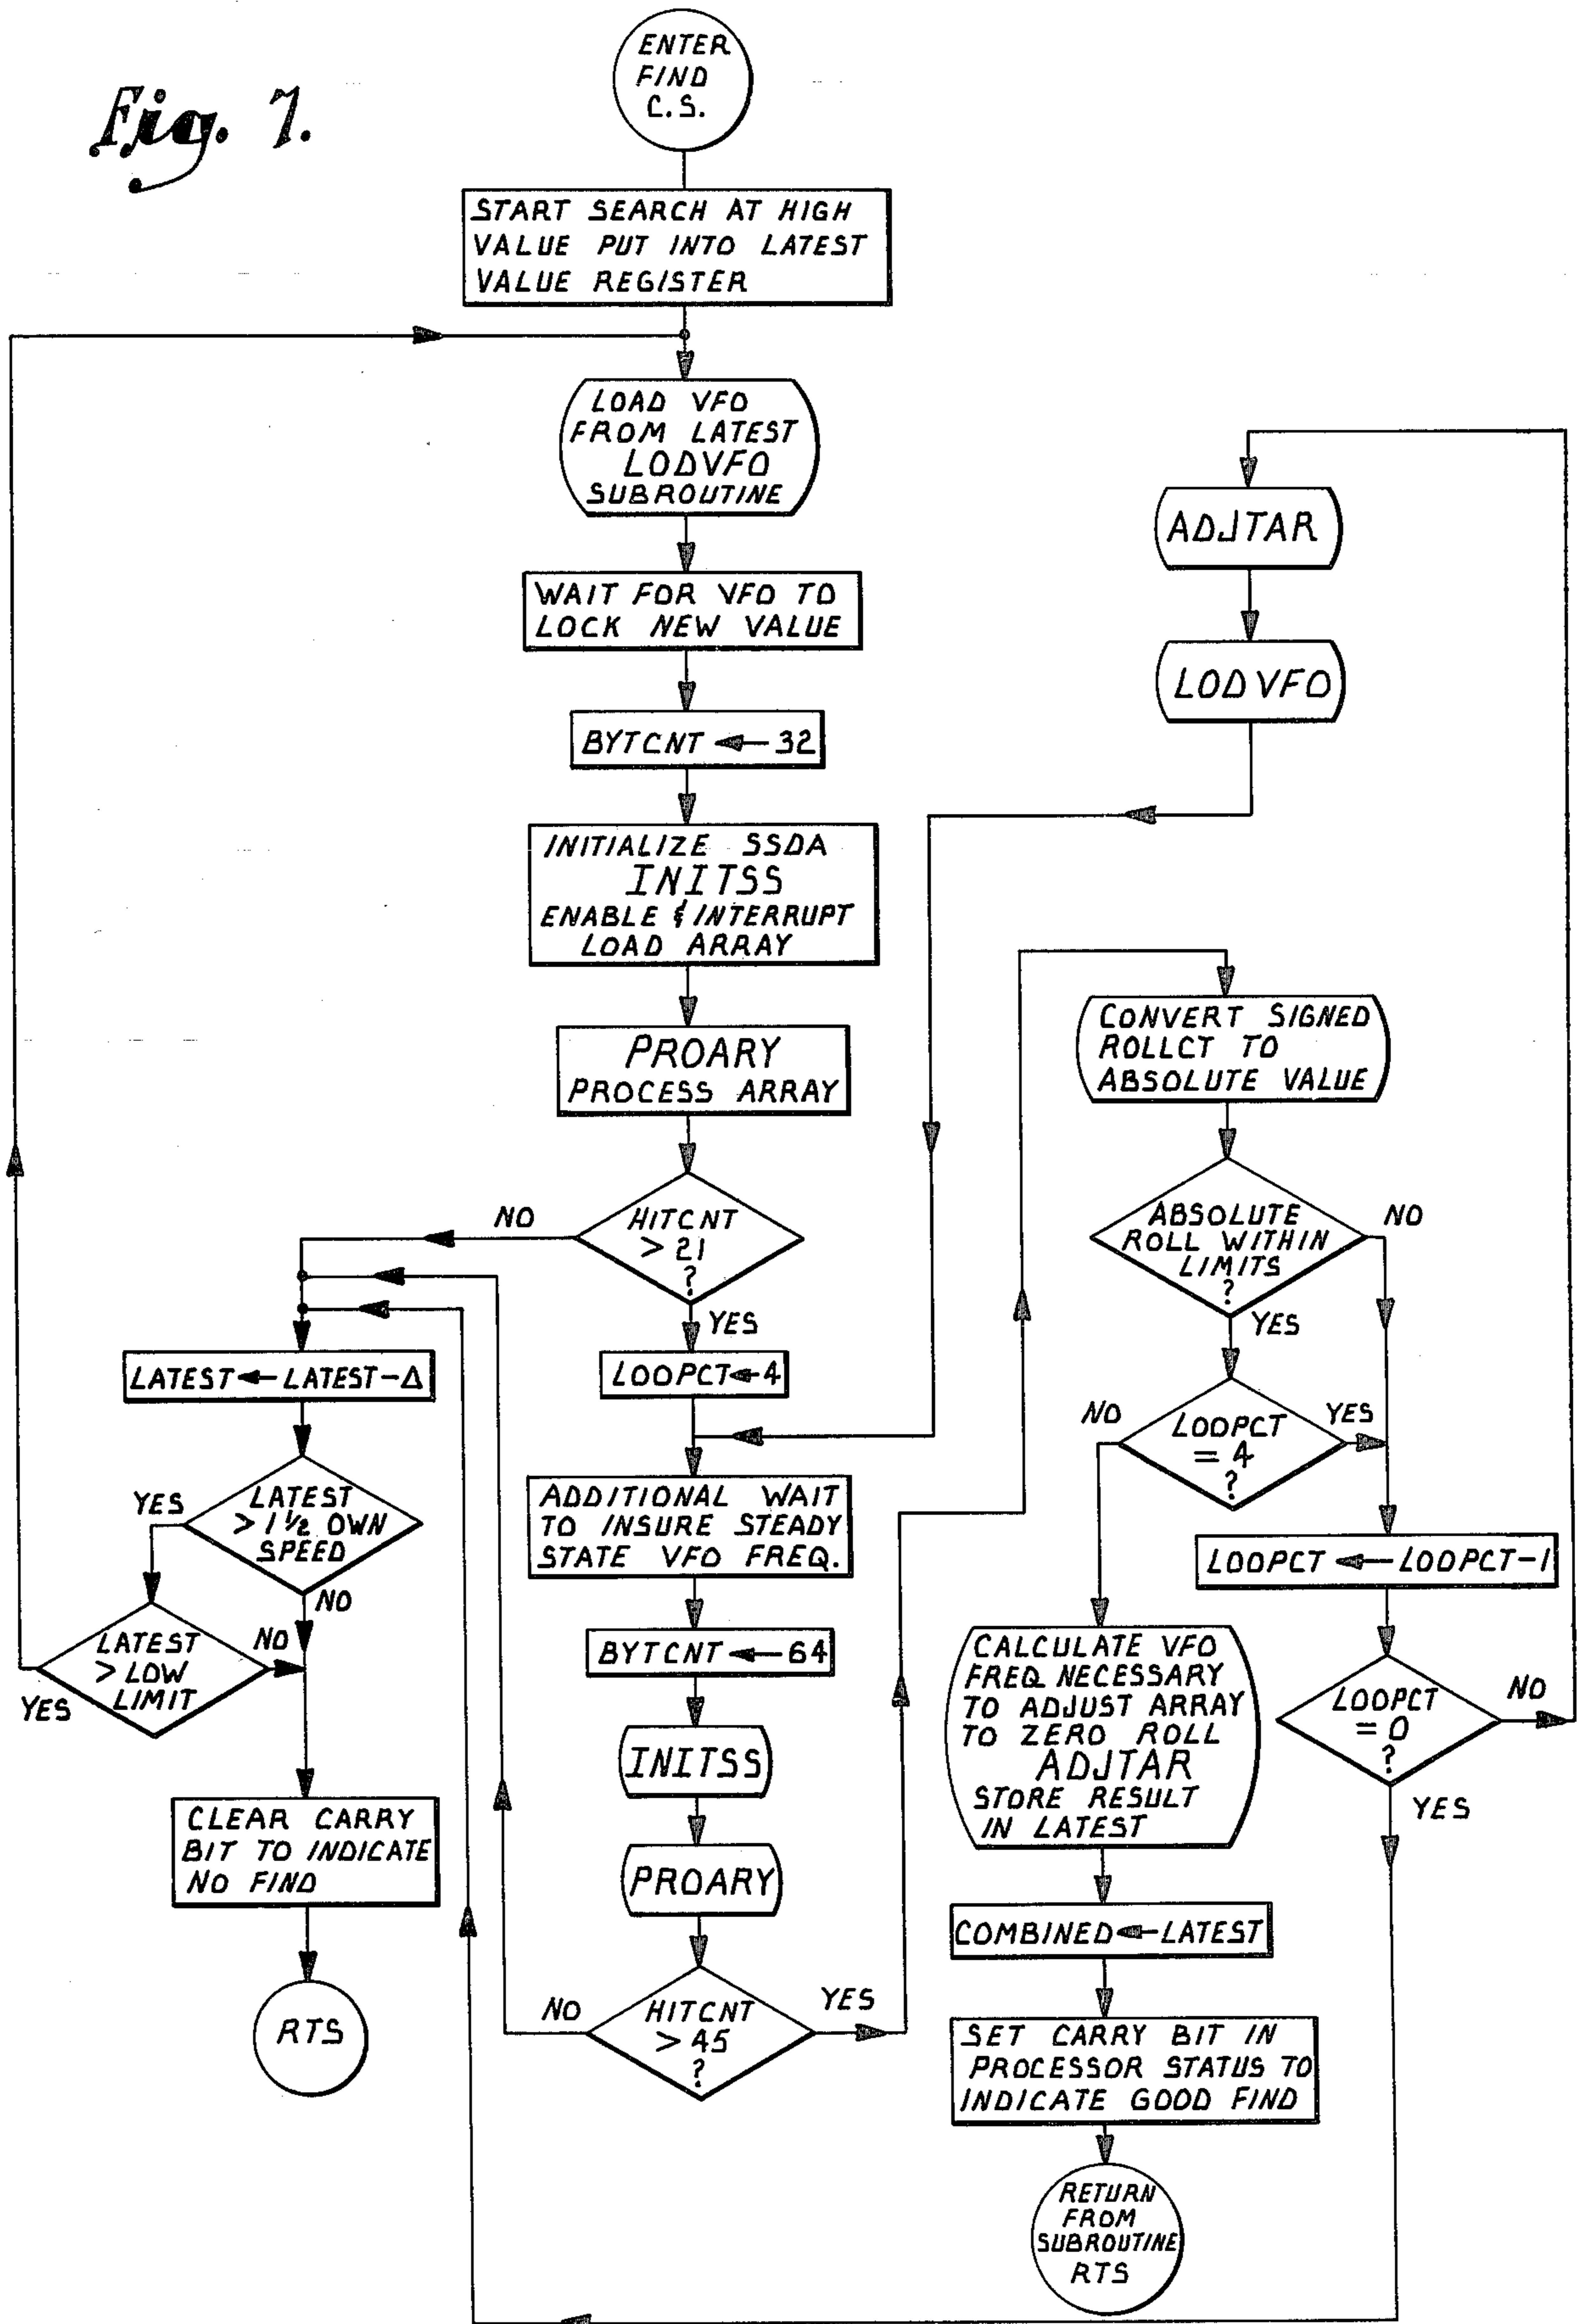 Fig. 7.
ENTER
FIND
C.S.
START SEARCH AT HIGH
VALUE PUT INTO LATEST
VALUE REGISTER
LOAD VFO
FROM LATEST
LODVFO
SUBROUTINE
WAIT FOR VFO TO
LOCK NEW VALUE
BYTCNT ← 32
INITIALIZE SSDA
INITSS
ENABLE & INTERRUPT
LOAD ARRAY
PROARY
PROCESS ARRAY
HITCNT
> 21
?
NO
YES
LOOPCT ← 4
LATEST ← LATEST-Δ
LATEST
> 1 1/2 OWN
SPEED
YES
NO
LATEST
> LOW
LIMIT
NO
YES
CLEAR CARRY
BIT TO INDICATE
NO FIND
RTS
ADDITIONAL WAIT
TO INSURE STEADY
STATE VFO FREQ.
BYTCNT ← 64
INITSS
PROARY
HITCNT
> 45
?
NO
YES
ADJTAR
LODVFO
CONVERT SIGNED
ROLLCT TO
ABSOLUTE VALUE
ABSOLUTE
ROLL WITHIN
LIMITS
?
NO
YES
LOOPCT
= 4
?
NO
YES
LOOPCT ← LOOPCT-1
LOOPCT
= 0
?
NO
YES
CALCULATE VFO
FREQ. NECESSARY
TO ADJUST ARRAY
TO ZERO ROLL
ADJTAR
STORE RESULT
IN LATEST
COMBINED ← LATEST
SET CARRY BIT IN
PROCESSOR STATUS TO
INDICATE GOOD FIND
RETURN
FROM
SUBROUTINE
RTS